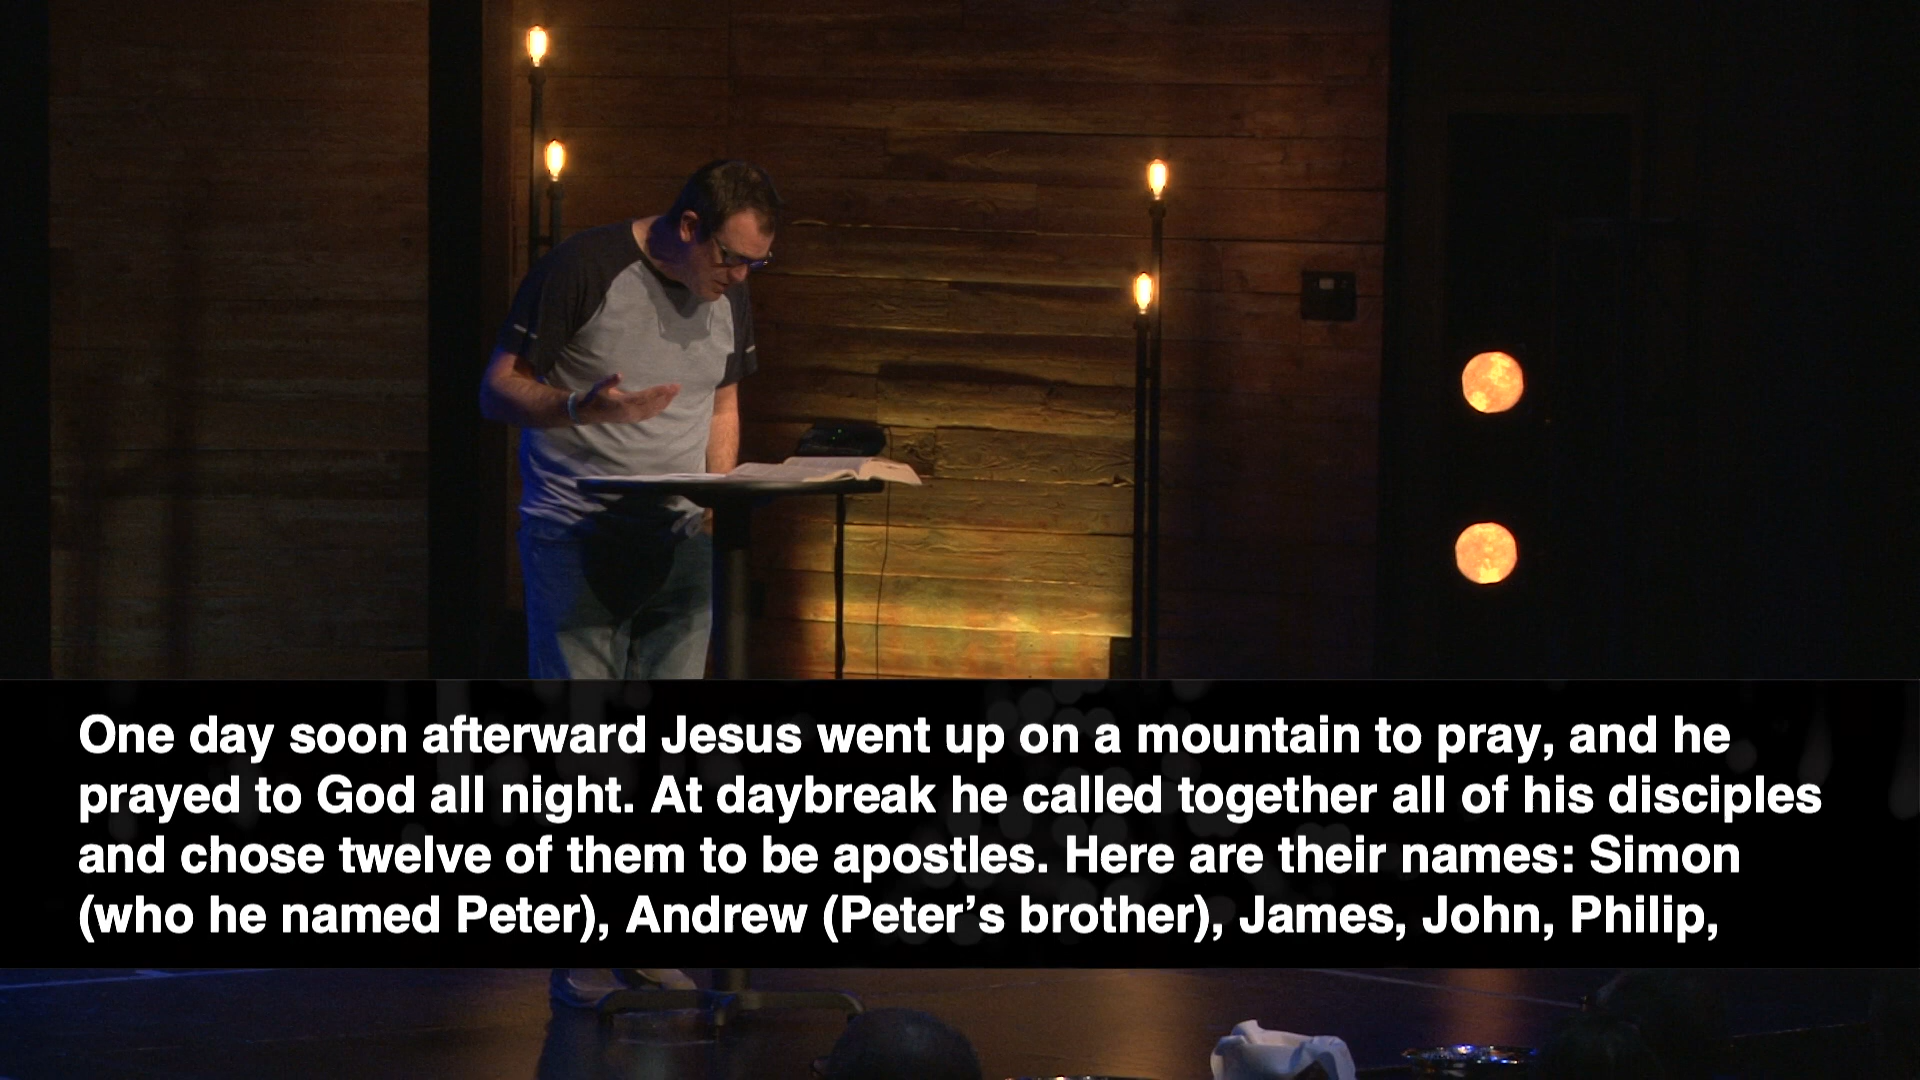 One day soon afterward Jesus went up on a mountain to pray, and he
prayed to God all night. At daybreak he called together all of his disciples
and chose twelve of them to be apostles. Here are their names: Simon
(who he named Peter), Andrew (Peter’s brother), James, John, Philip,